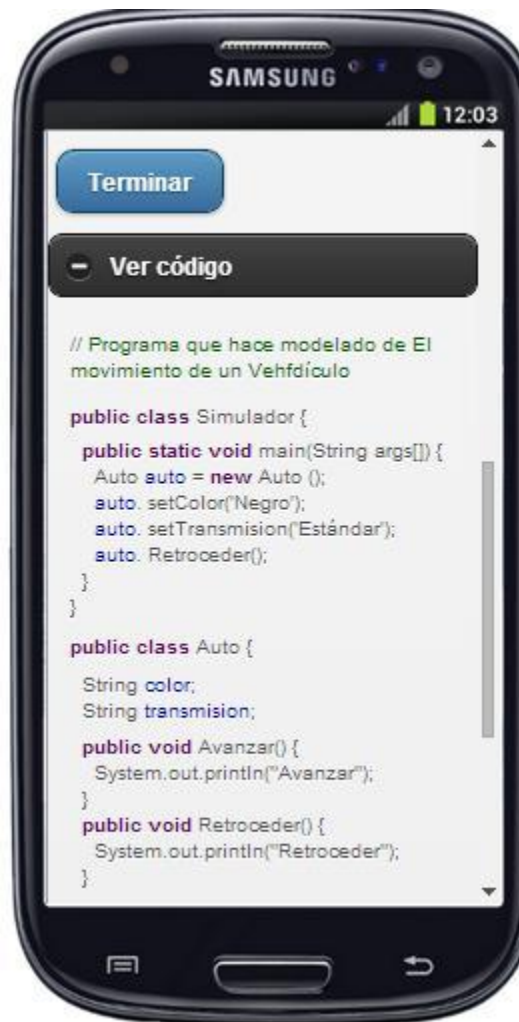 SAMSUNG
12:03
Terminar
Ver código
// Programa que hace modelado de El
movimiento de un Vehfdículo
public class Simulador {
public static void main(String args[]) {
Auto auto = new Auto ();
auto. setColor('Negro');
auto. setTransmision('Estándar');
auto. Retroceder();
}
}
public class Auto {
String color;
String transmision;
public void Avanzar() {
System.out.println("Avanzar");
}
public void Retroceder() {
System.out.println("Retroceder");
}